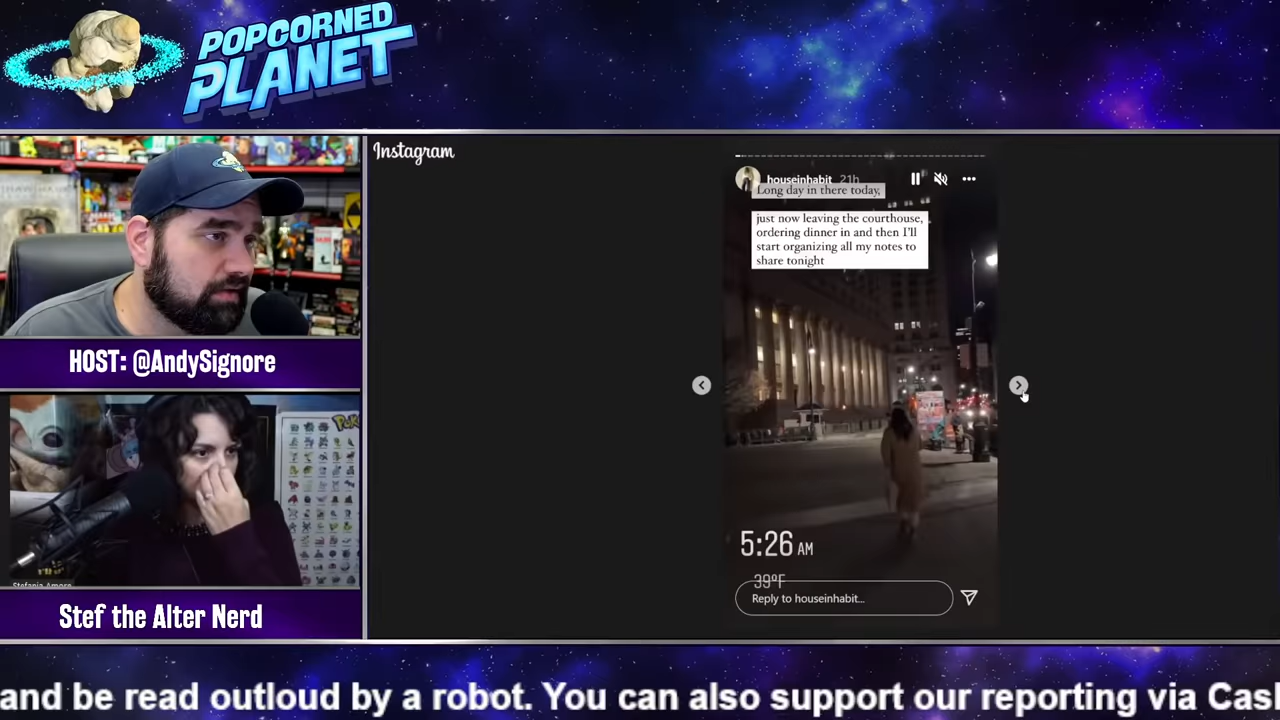 POPCORNED
PLANET
Instagram
houseinhabit 21h
Long day in there today,
just now leaving the courthouse,
ordering dinner in and then I'll
start organizing all my notes to
share tonight
5:26 AM
39°F
Reply to houseinhabit...
HOST: @AndySignore
Stefania Amore
Stef the Alter Nerd
and be read outloud by a robot. You can also support our reporting via Cas